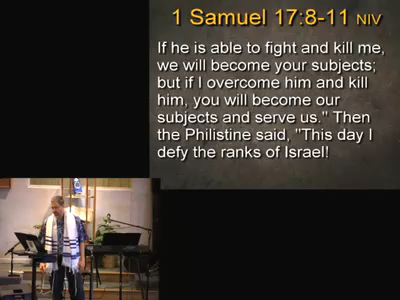 1 Samuel 17:8-11 NIV
If he is able to fight and kill me,
we will become your subjects;
but if I overcome him and kill
him, you will become our
subjects and serve us." Then
the Philistine said, "This day I
defy the ranks of Israel!